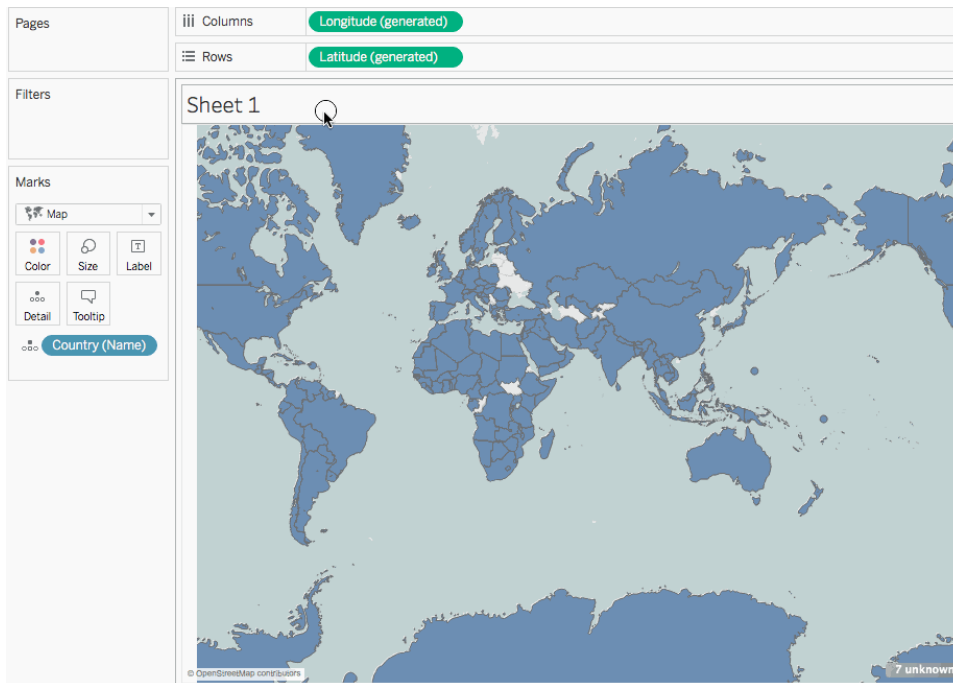 Pages
Columns
Longitude (generated)
Rows
Latitude (generated)
Filters
Sheet 1
Marks
Map
Color
Size
T
Label
Detail
Tooltip
Country (Name)
© OpenStreetMap contributors
7 unknown